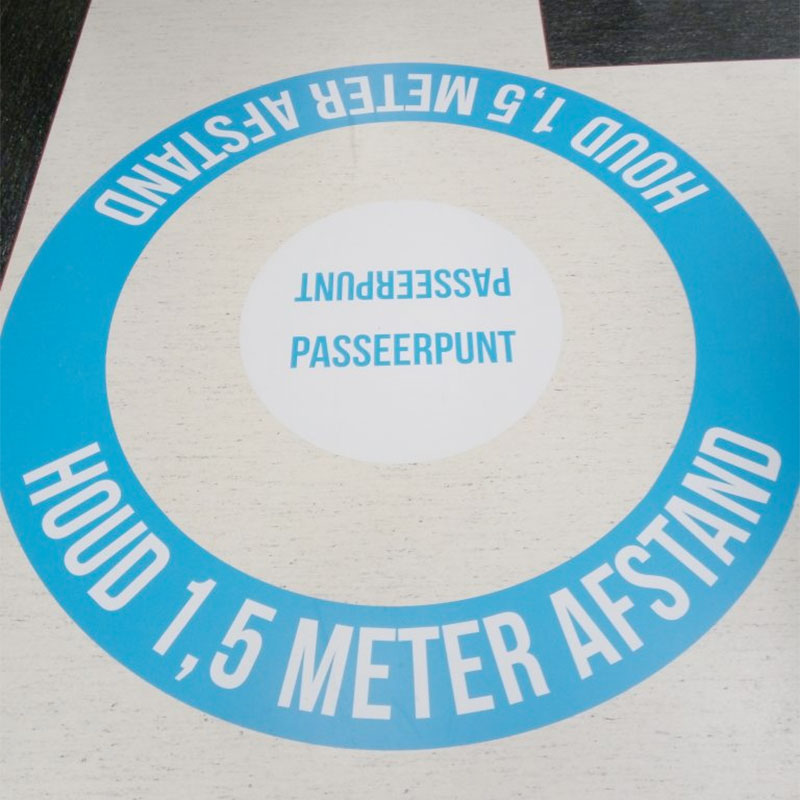 HOUD 1,5 METER AFSTAND
PASSEERPUNT
PASSEERPUNT
HOUD 1,5 METER AFSTAND